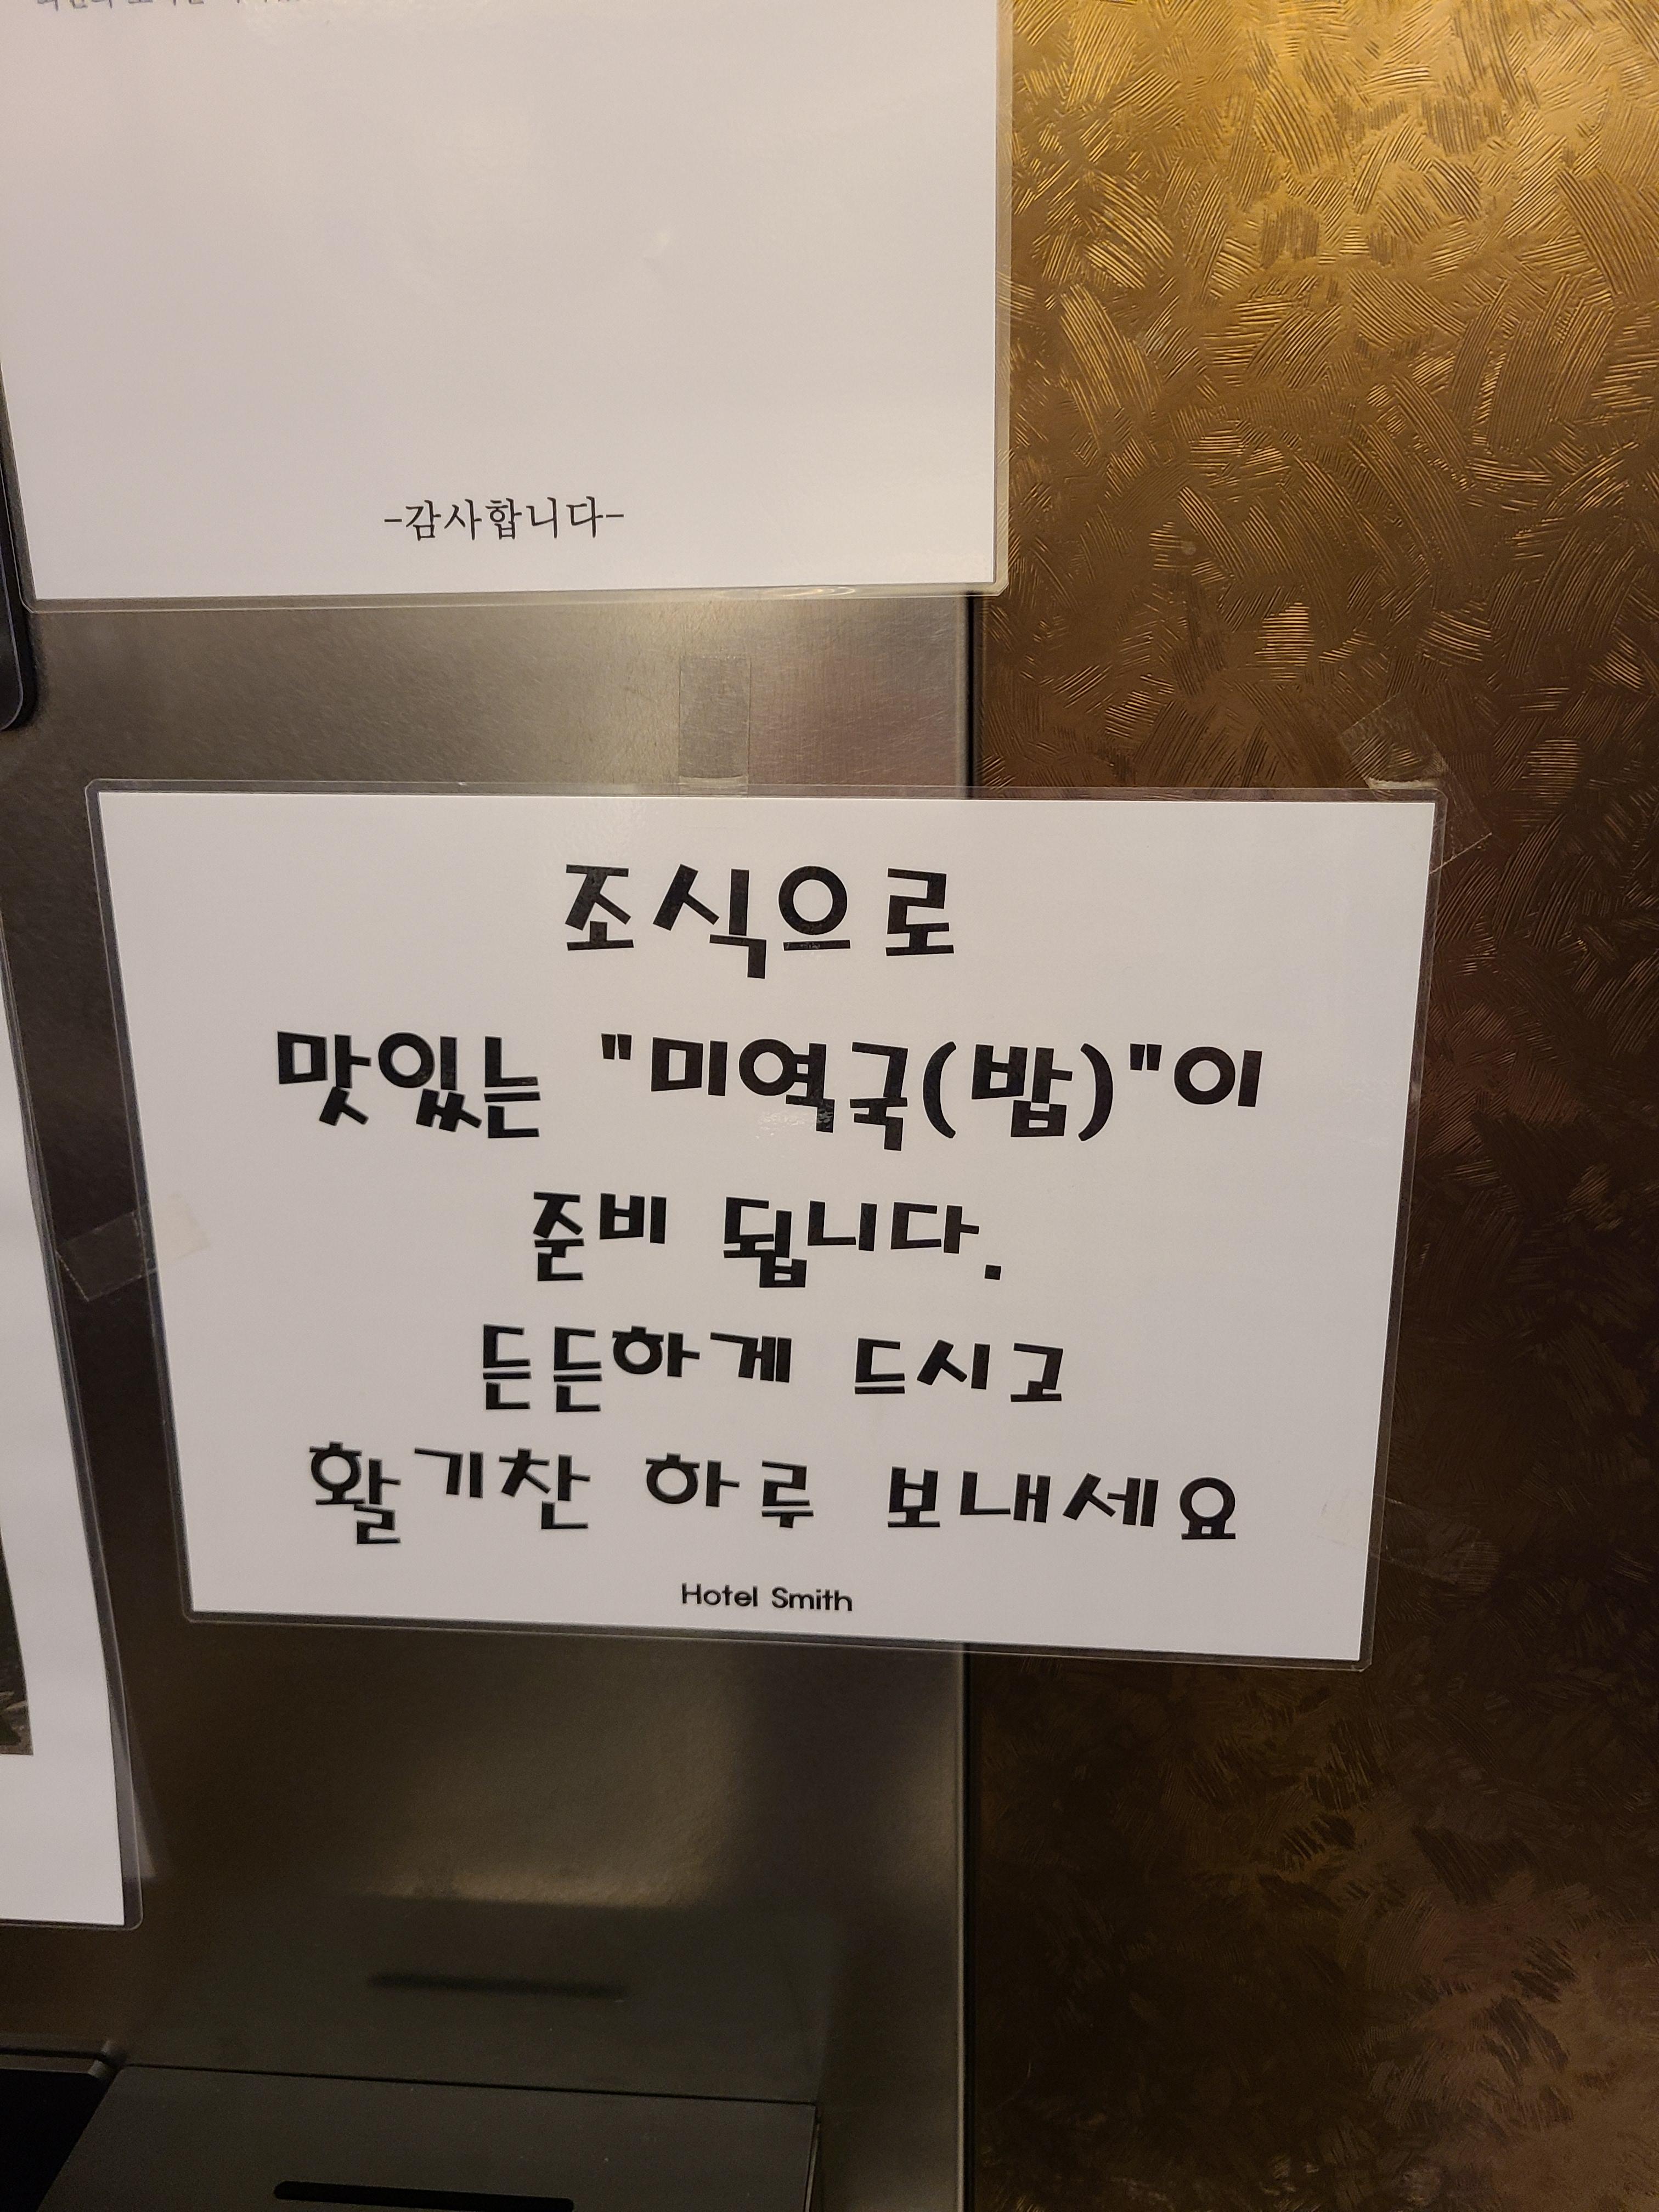 -감사합니다-
조식으로
맛있는 "미역국(밥)"이
준비 됩니다.
든든하게 드시고
활기찬 하루 보내세요
Hotel Smith